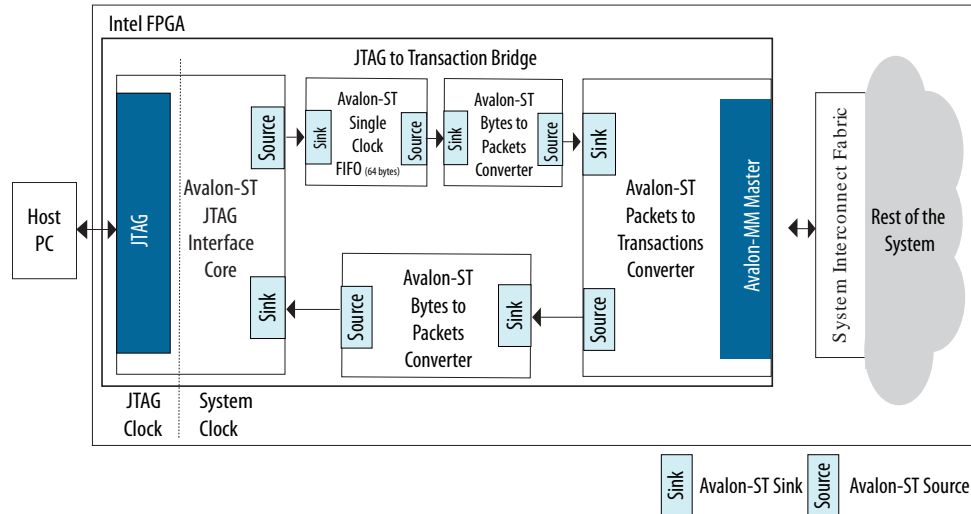 Intel FPGA
JTAG to Transaction Bridge
Host
PC
JTAG
Avalon-ST
JTAG
Interface
Core
Source
Sink
Sink
Avalon-ST
Single
Clock
FIFO (64 bytes)
Source
Sink
Avalon-ST
Bytes to
Packets
Converter
Source
Sink
Avalon-ST
Packets to
Transactions
Converter
Source
Avalon-MM Master
Source
Avalon-ST
Bytes to
Packets
Converter
Sink
System Interconnect Fabric
Rest of the
System
JTAG
Clock
System
Clock
Sink
Avalon-ST Sink
Source
Avalon-ST Source